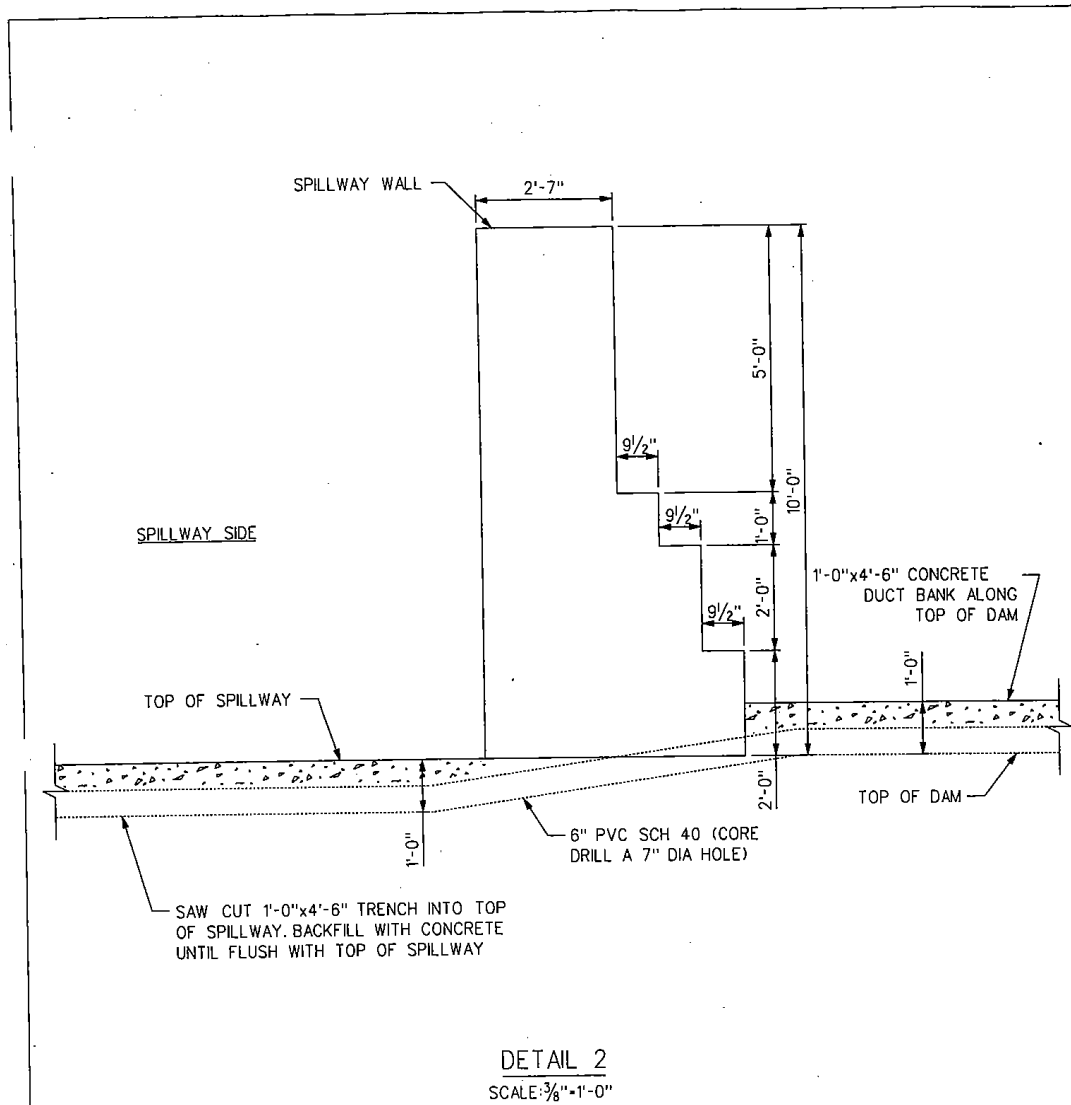 SPILLWAY WALL
2'-7"
5'-0"
10'-0"
9½"
1'-0"
9½"
SPILLWAY SIDE
2'-0"
9½"
1'-0"x4'-6" CONCRETE
DUCT BANK ALONG
TOP OF DAM
1'-0"
TOP OF SPILLWAY
2'-0"
TOP OF DAM
1'-0"
6" PVC SCH 40 (CORE
DRILL A 7" DIA HOLE)
SAW CUT 1'-0"x4'-6" TRENCH INTO TOP
OF SPILLWAY. BACKFILL WITH CONCRETE
UNTIL FLUSH WITH TOP OF SPILLWAY
DETAIL 2
SCALE:⅜"=1'-0"